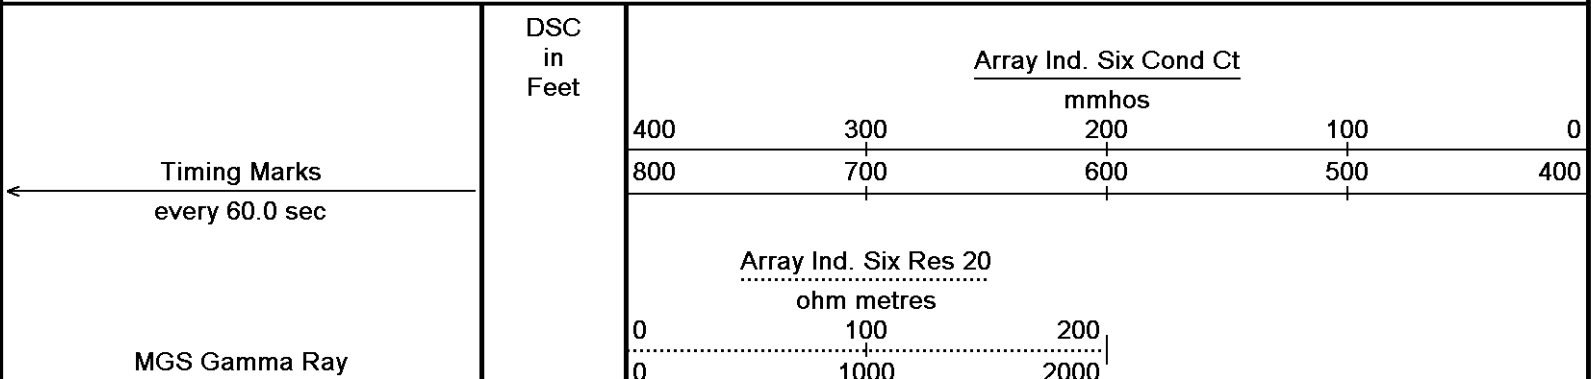 DSC
in
Feet
Array Ind. Six Cond Ct
mmhos
400 300 200 100 0
Timing Marks
800 700 600 500 400
every 60.0 sec
Array Ind. Six Res 20
ohm metres
0 100 200
MGS Gamma Ray
0 1000 2000